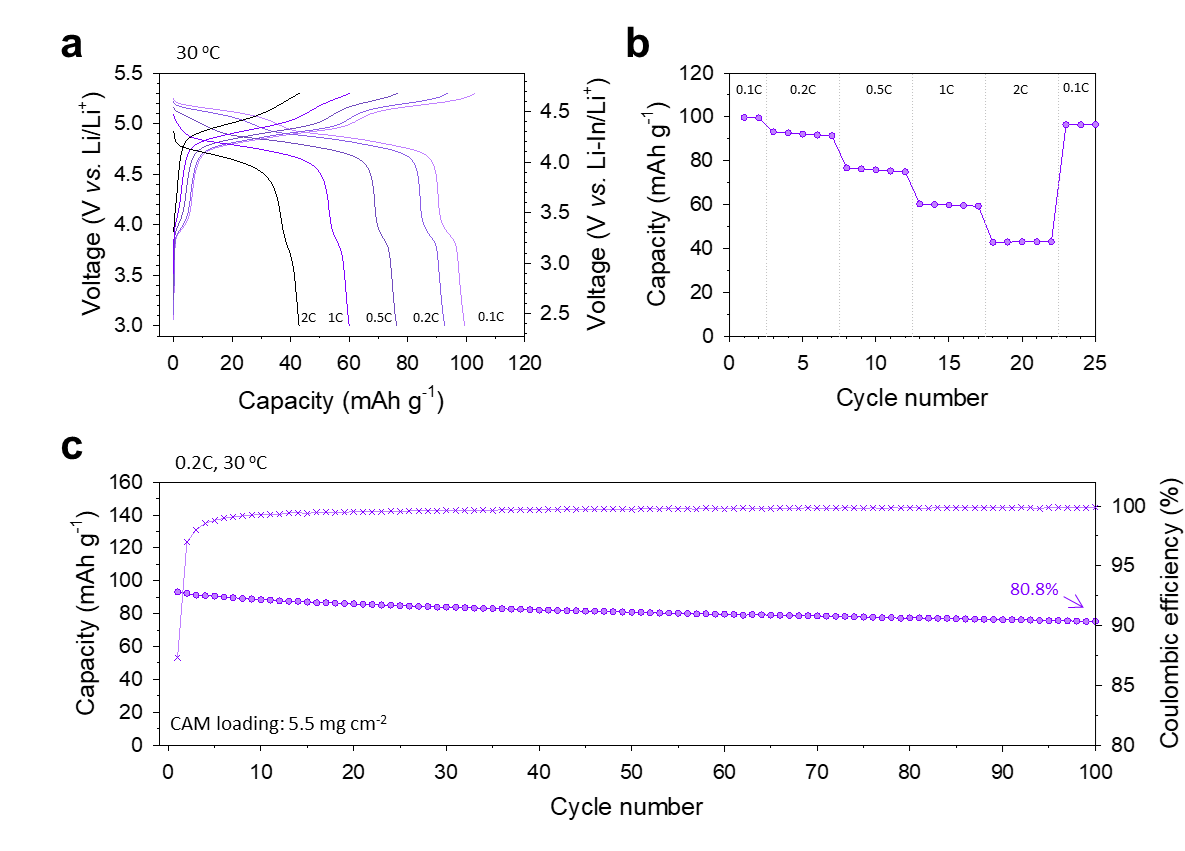 a
30 ºC
5.5
5.0
4.5
4.0
3.5
3.0
Voltage (V vs. Li/Li⁺)
4.5
4.0
3.5
3.0
2.5
Voltage (V vs. Li-In/Li⁺)
2C 1C 0.5C 0.2C 0.1C
0 20 40 60 80 100 120
Capacity (mAh g⁻¹)
b
120
100
80
60
40
20
0
Capacity (mAh g⁻¹)
0.1C 0.2C 0.5C 1C 2C 0.1C
0 5 10 15 20 25
Cycle number
c
0.2C, 30 ºC
160
140
120
100
80
60
40
20
0
Capacity (mAh g⁻¹)
100
95
90
85
80
Coulombic efficiency (%)
80.8%
CAM loading: 5.5 mg cm⁻²
0 10 20 30 40 50 60 70 80 90 100
Cycle number